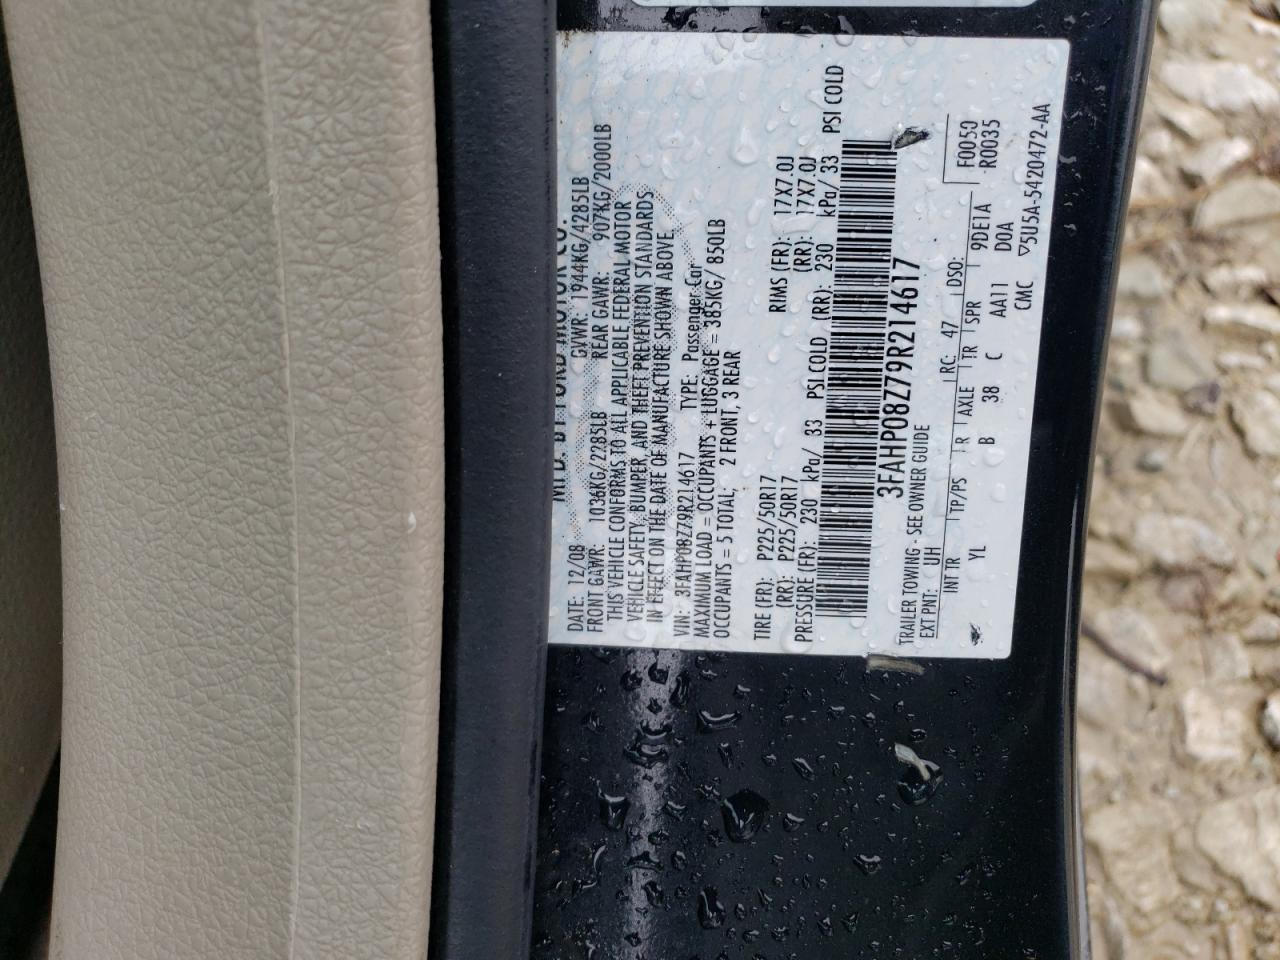 MFD. BY FORD MOTOR CO.
DATE: 12/08 GVWR: 1944KG/4285LB
FRONT GAWR: 1036KG/2285LB REAR GAWR: 907KG/2000LB
THIS VEHICLE CONFORMS TO ALL APPLICABLE FEDERAL MOTOR
VEHICLE SAFETY, BUMPER, AND THEFT PREVENTION STANDARDS
IN EFFECT ON THE DATE OF MANUFACTURE SHOWN ABOVE.
VIN: 3FAHP08Z79R214617 TYPE: Passenger Car
MAXIMUM LOAD = OCCUPANTS + LUGGAGE = 385KG/ 850LB
OCCUPANTS = 5 TOTAL; 2 FRONT, 3 REAR
TIRE (FR): P225/50R17 RIMS (FR): 17X7.0J
(RR): P225/50R17 (RR): 17X7.0J
PRESSURE (FR): 230 kPa/ 33 PSI COLD (RR): 230 kPa/ 33 PSI COLD
3FAHP08Z79R214617
TRAILER TOWING - SEE OWNER GUIDE
EXT PNT: UH RC: 47 DSO: F0050
R0035
INT TR TP/PS R AXLE TR SPR
YL B 38 C AA11 9DE1A
CMC D0A
▽5U5A-5420472-AA